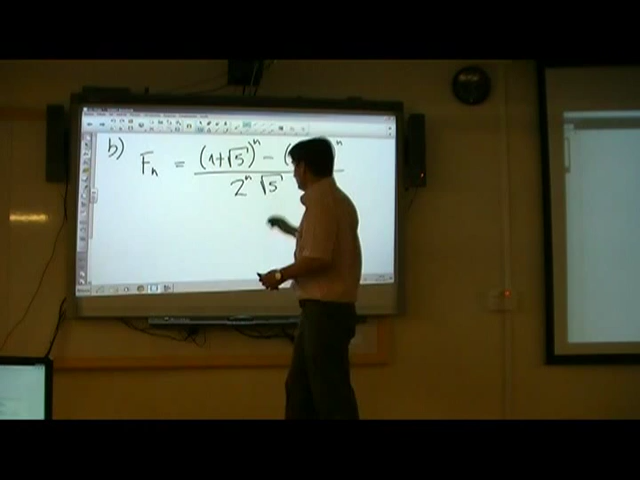 b) Fₙ = (1+√5)ⁿ − ( ⁿ
2ⁿ √5